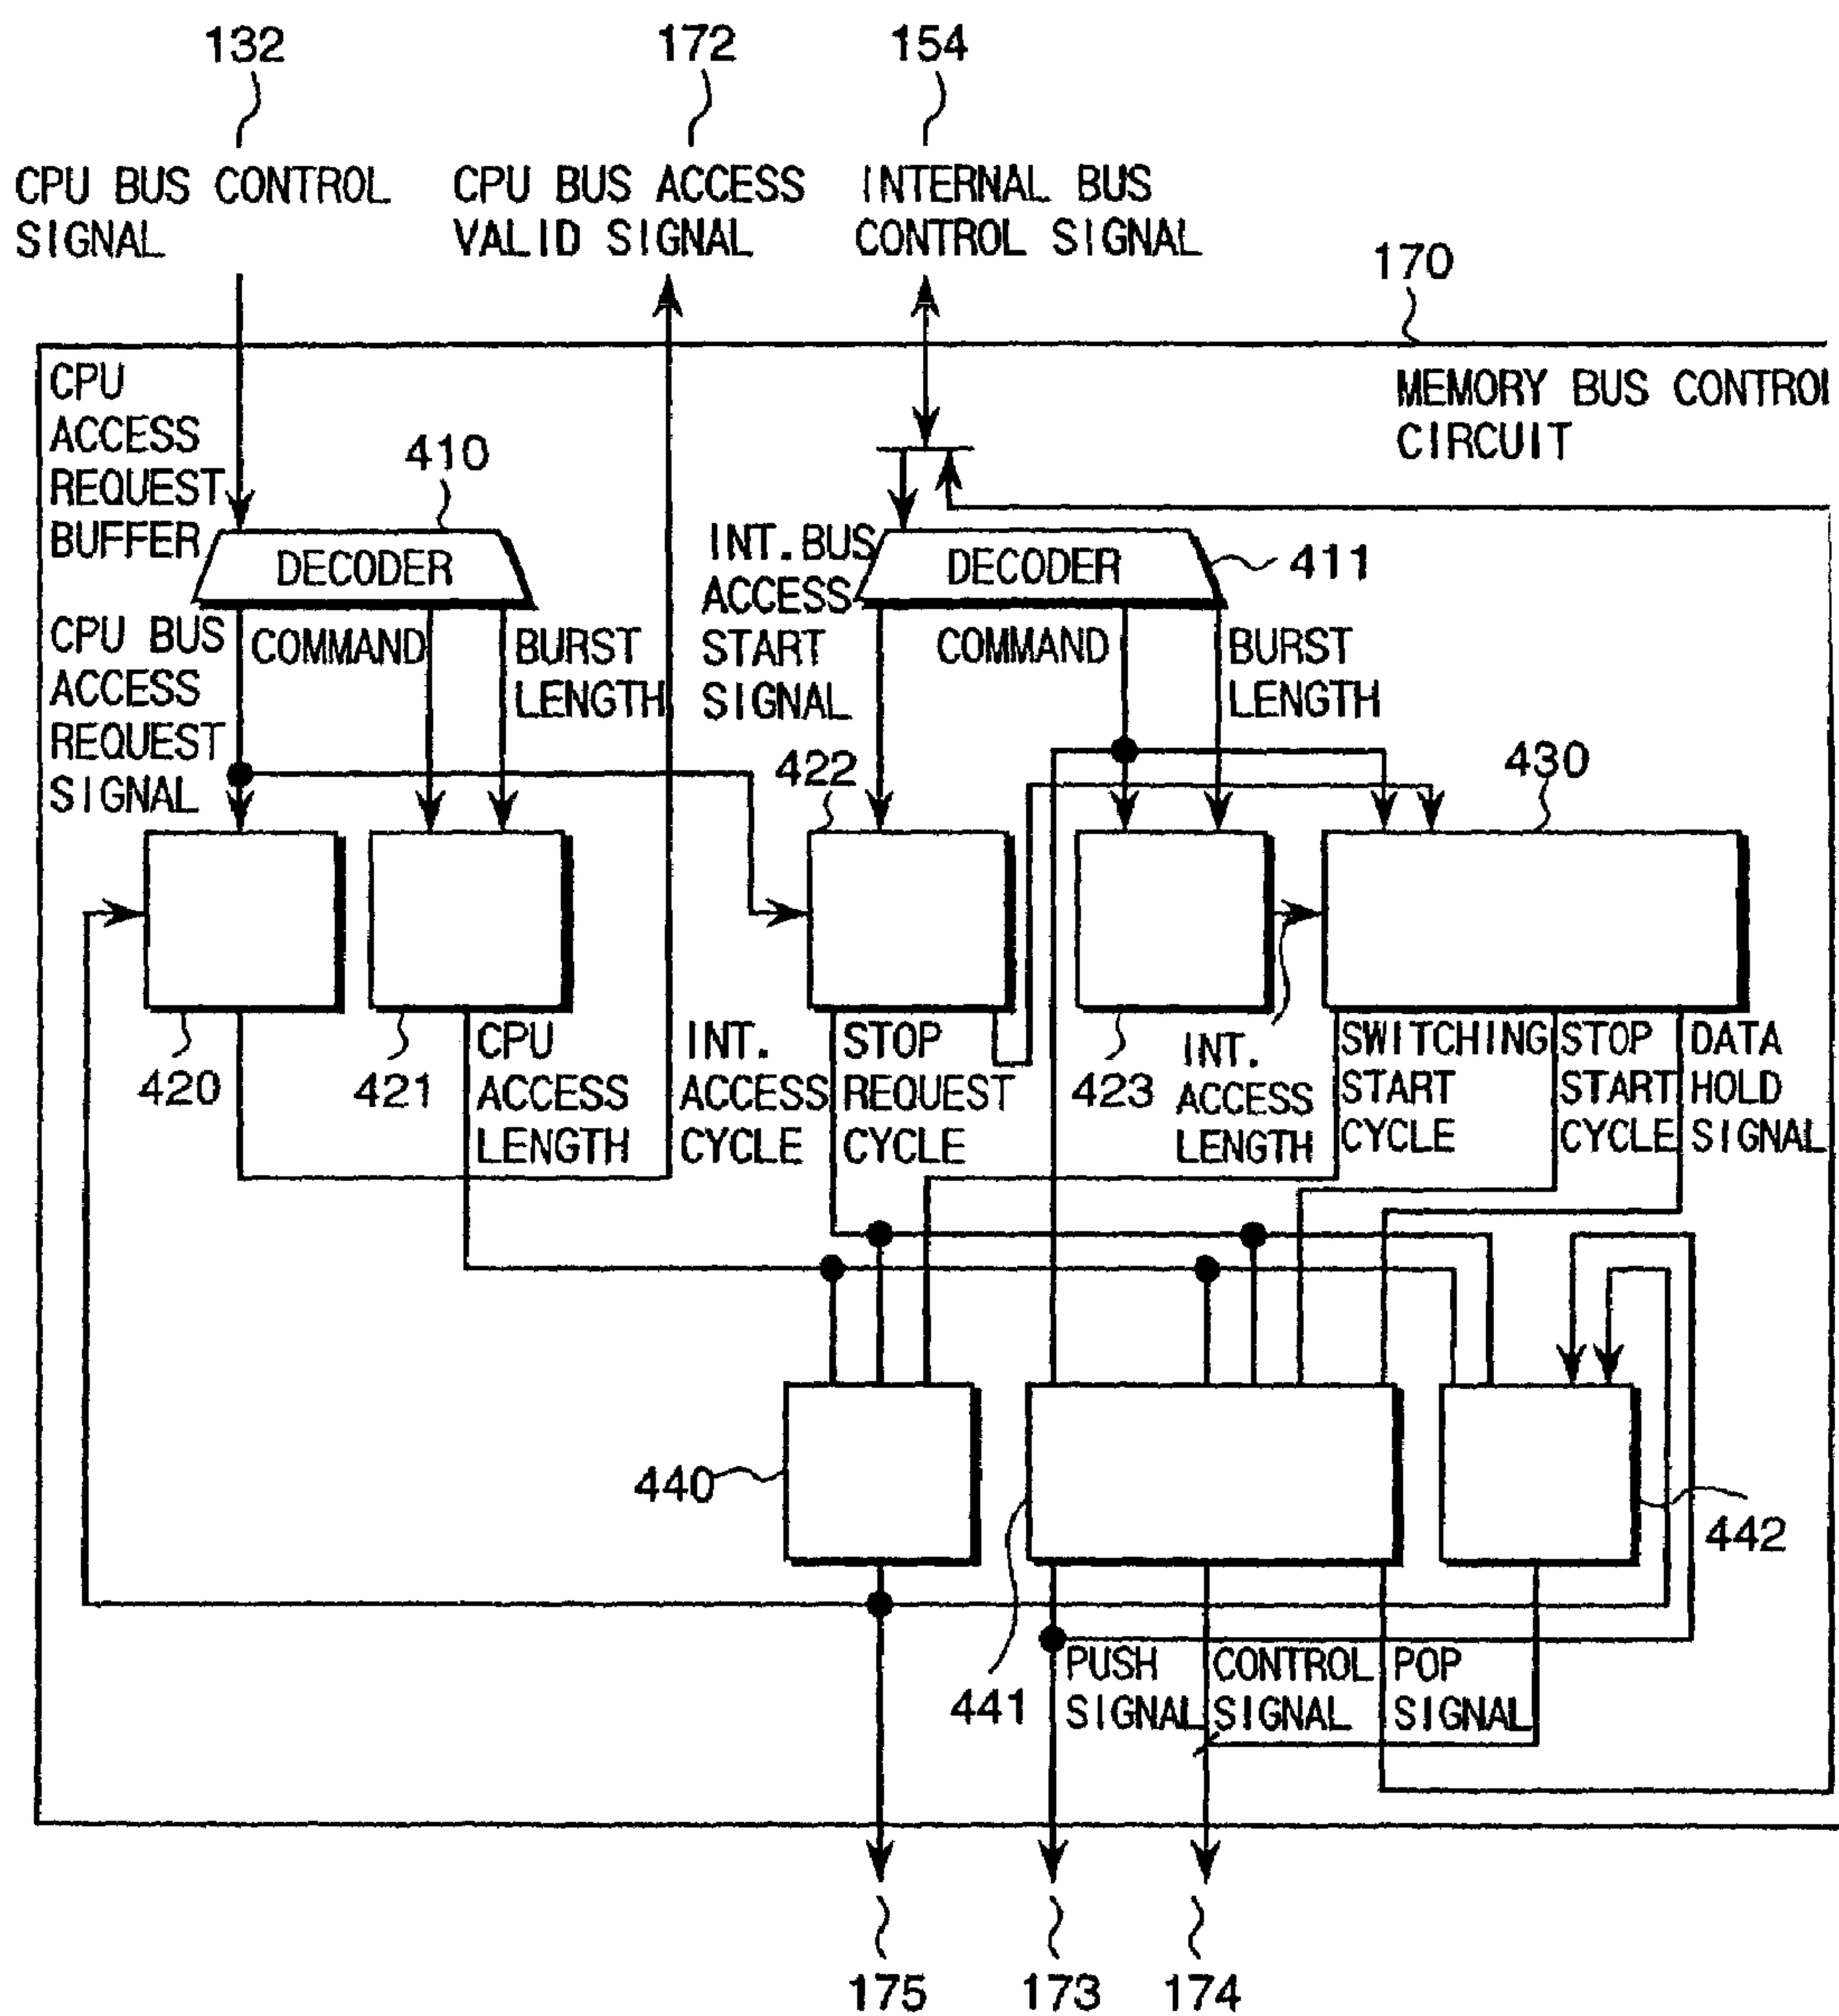 132
172
154
CPU BUS CONTROL
SIGNAL
CPU BUS ACCESS
VALID SIGNAL
INTERNAL BUS
CONTROL SIGNAL
170
MEMORY BUS CONTROL
CIRCUIT
CPU
ACCESS
REQUEST
BUFFER
410
DECODER
INT.BUS
ACCESS
START
SIGNAL
DECODER
411
CPU BUS
ACCESS
REQUEST
SIGNAL
COMMAND
BURST
LENGTH
COMMAND
BURST
LENGTH
422
430
420
421
CPU
ACCESS
LENGTH
INT.
ACCESS
CYCLE
STOP
REQUEST
CYCLE
423
INT.
ACCESS
LENGTH
SWITCHING
START
CYCLE
STOP
START
CYCLE
DATA
HOLD
SIGNAL
440
442
441
PUSH
SIGNAL
CONTROL
SIGNAL
POP
SIGNAL
175
173
174